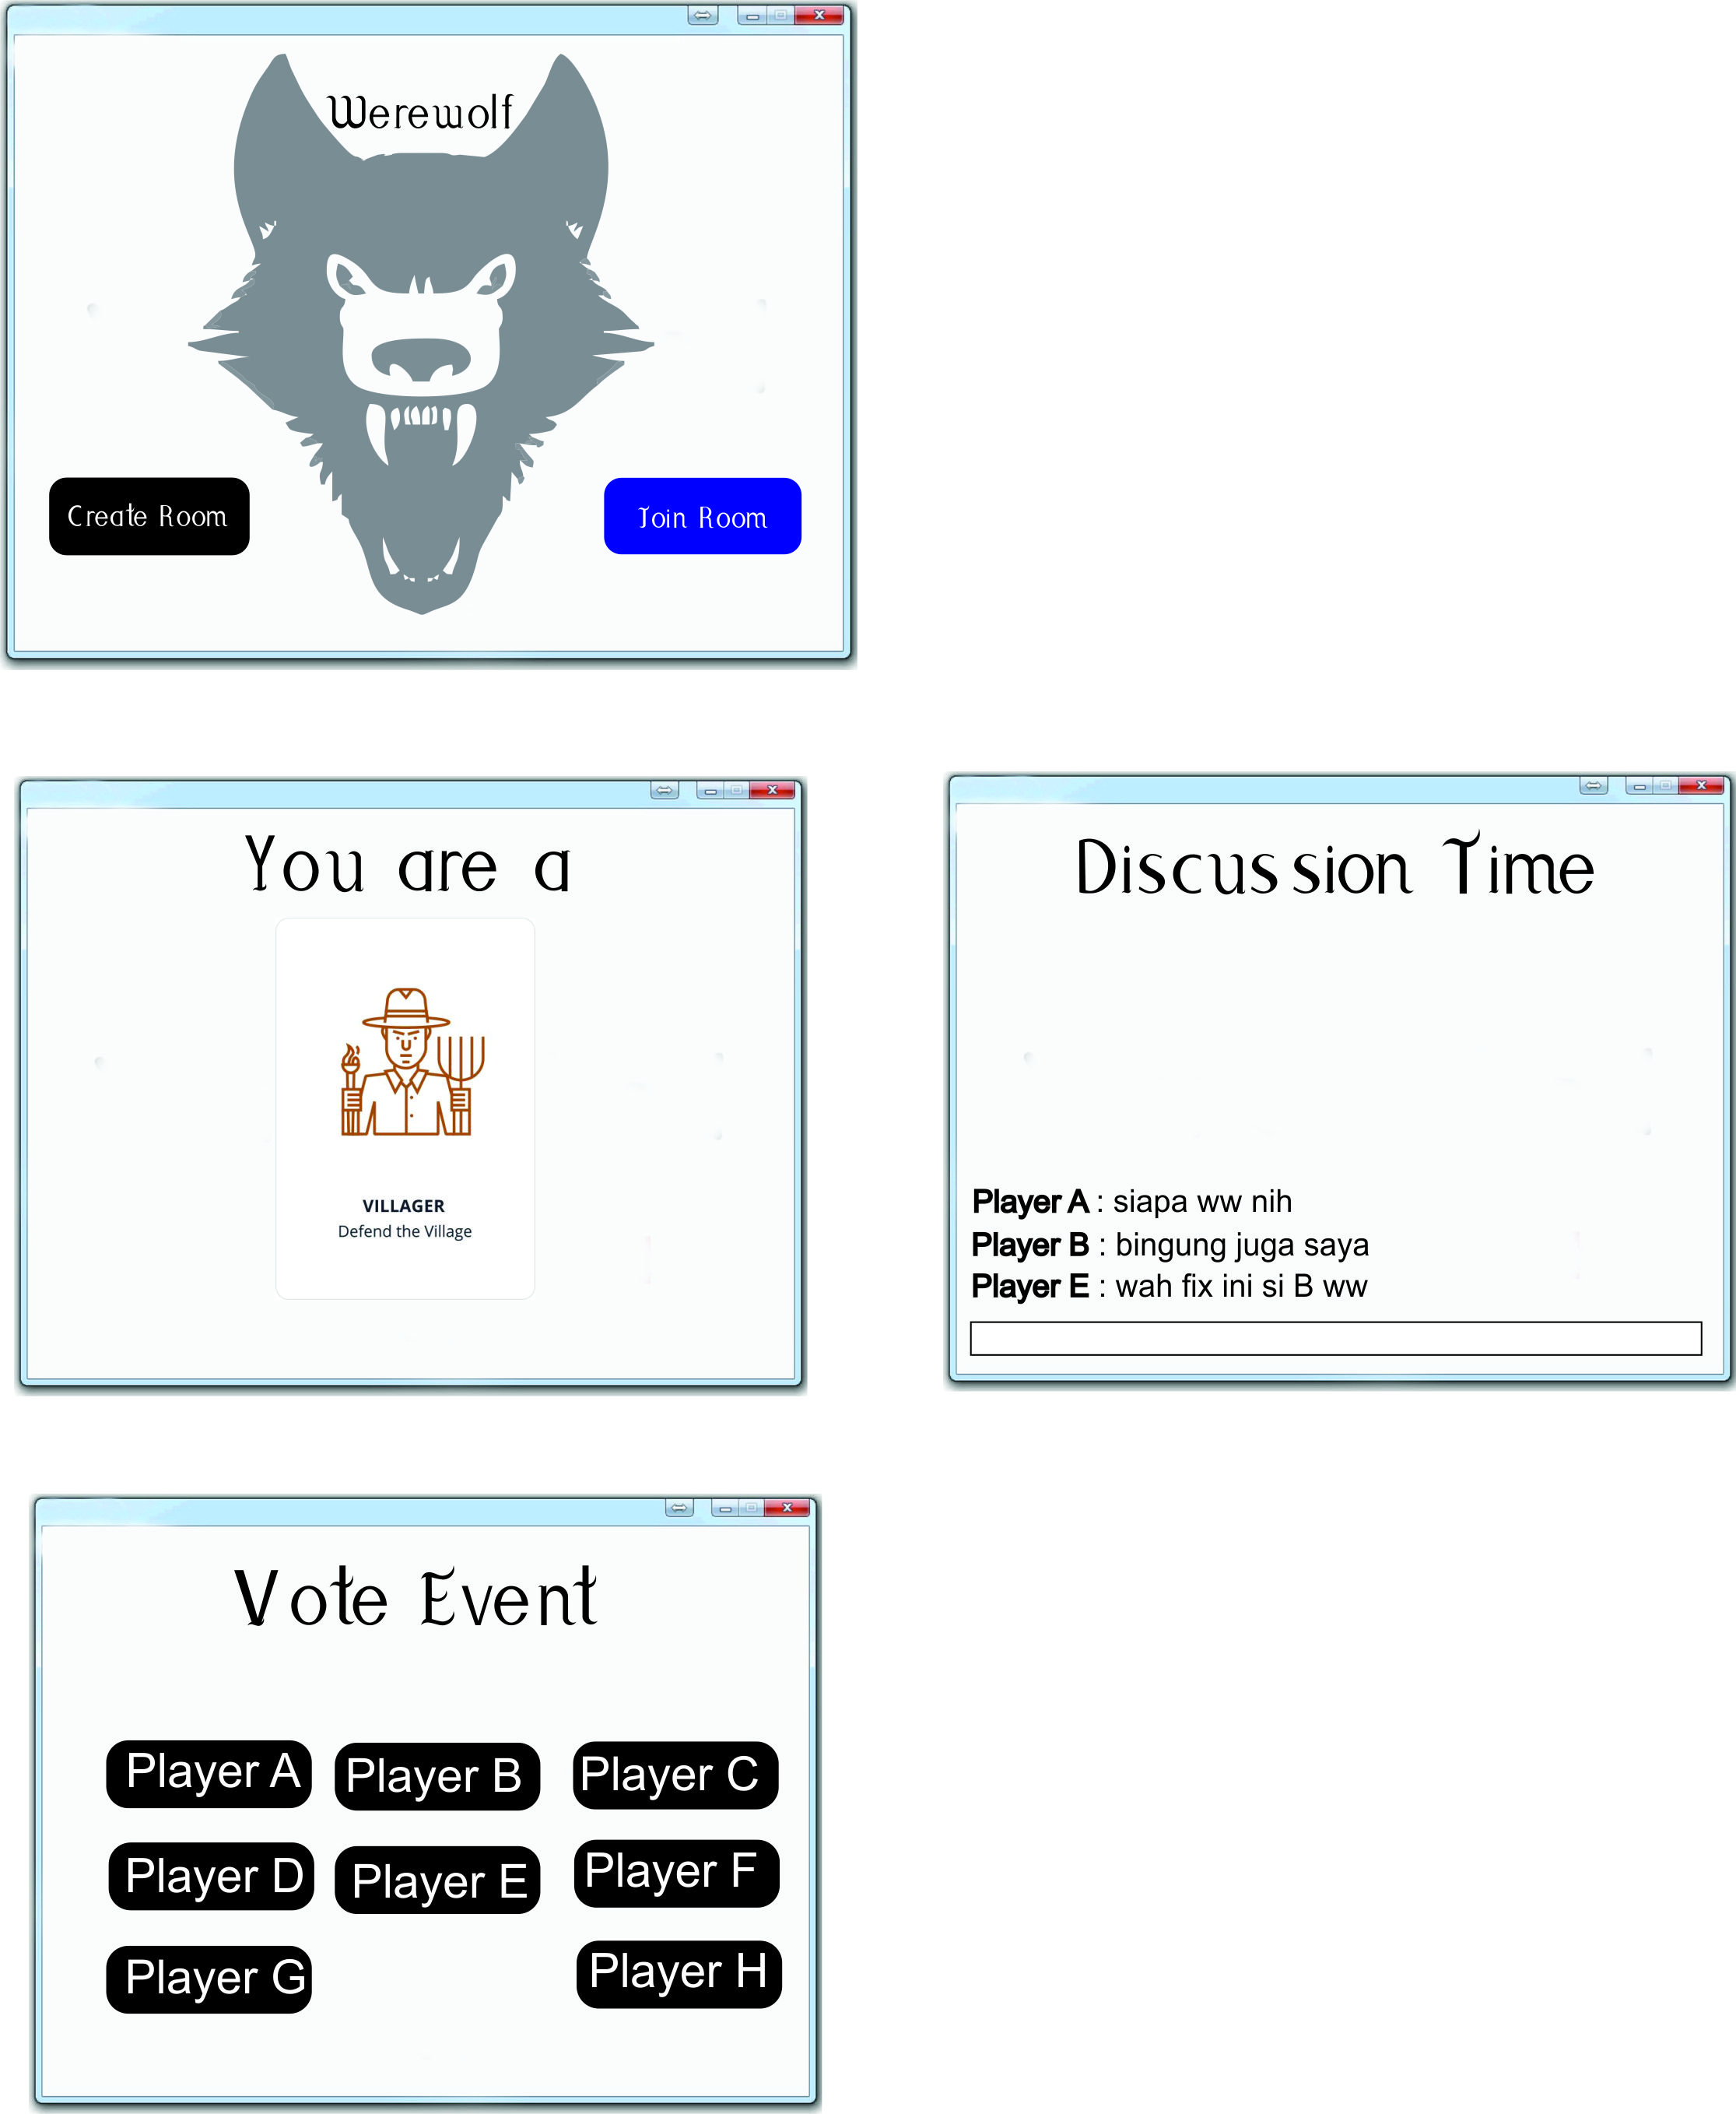 Werewolf
Create Room
Join Room
You are a
VILLAGER
Defend the Village
Discussion Time
Player A : siapa ww nih
Player B : bingung juga saya
Player E : wah fix ini si B ww
Vote Event
Player A Player B Player C
Player D Player E Player F
Player G Player H